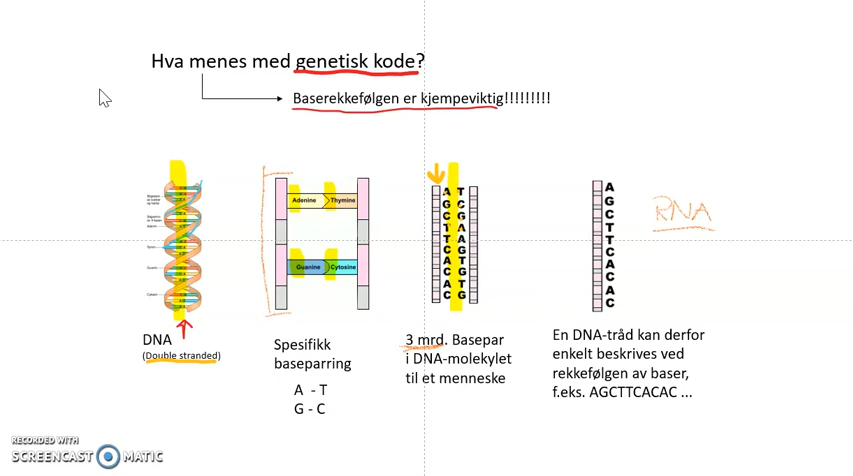 Hva menes med genetisk kode?
Baserekkefølgen er kjempeviktig!!!!!!!!!
Adenine Thymine
Guanine Cytosine
A T
G C
C G
T A
T A
C G
A T
C G
A T
C G
A
G
C
T
T
C
A
C
A
C
RNA
DNA
(Double stranded)
Spesifikk
baseparring
A - T
G - C
3 mrd. Basepar
i DNA-molekylet
til et menneske
En DNA-tråd kan derfor
enkelt beskrives ved
rekkefølgen av baser,
f.eks. AGCTTCACAC ...
RECORDED WITH
SCREENCAST MATIC